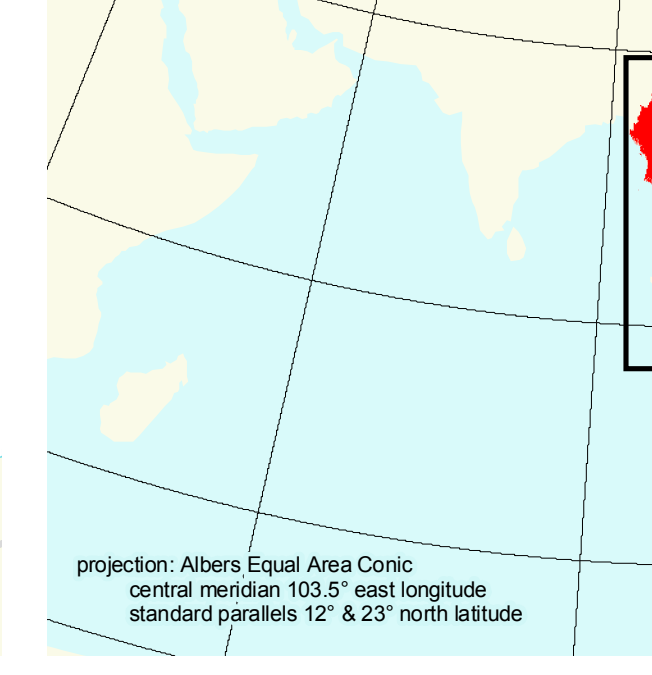 projection: Albers Equal Area Conic
central meridian 103.5° east longitude
standard parallels 12° & 23° north latitude